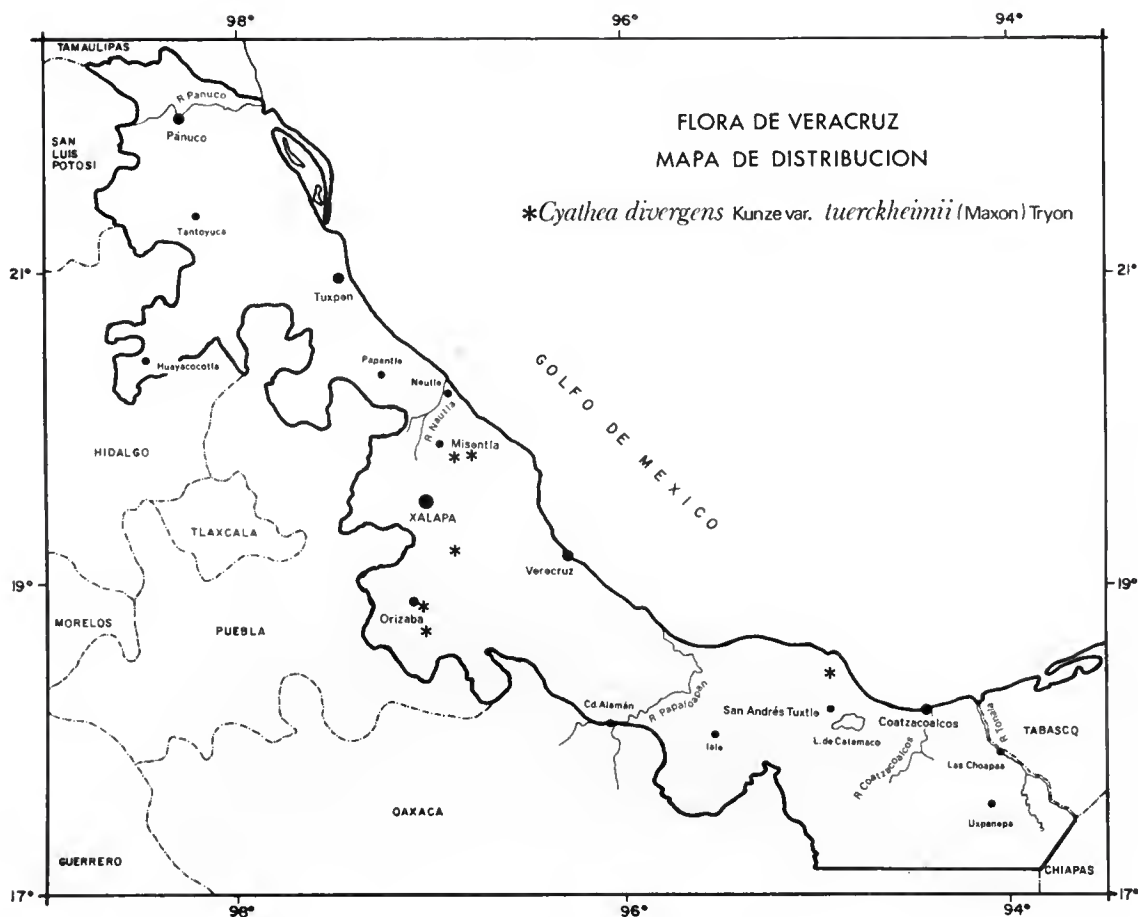 98° 96° 94°
TAMAULIPAS
R Panuco
Pánuco
SAN
LUIS
POTOSI
FLORA DE VERACRUZ
MAPA DE DISTRIBUCION
*Cyathea divergens Kunze var. tuerckheimii (Maxon) Tryon
Tantoyuca
21° 21°
Tuxpan
Huayacocotla
Papantla
Nautla
R Nautla
GOLFO DE MEXICO
Misantla
* *
HIDALGO
XALAPA
TLAXCALA
*
Veracruz
19° 19°
MORELOS
PUEBLA
Orizaba
*
*
*
Cd. Alemán
R Papaloapan
San Andrés Tuxtla
Coatzacoalcos
R Tonalá
TABASCO
Isla
L. de Catemaco
R Coatzacoalcos
Las Choapas
Uxpanapa
OAXACA
GUERRERO
CHIAPAS
17° 17°
98° 96° 94°